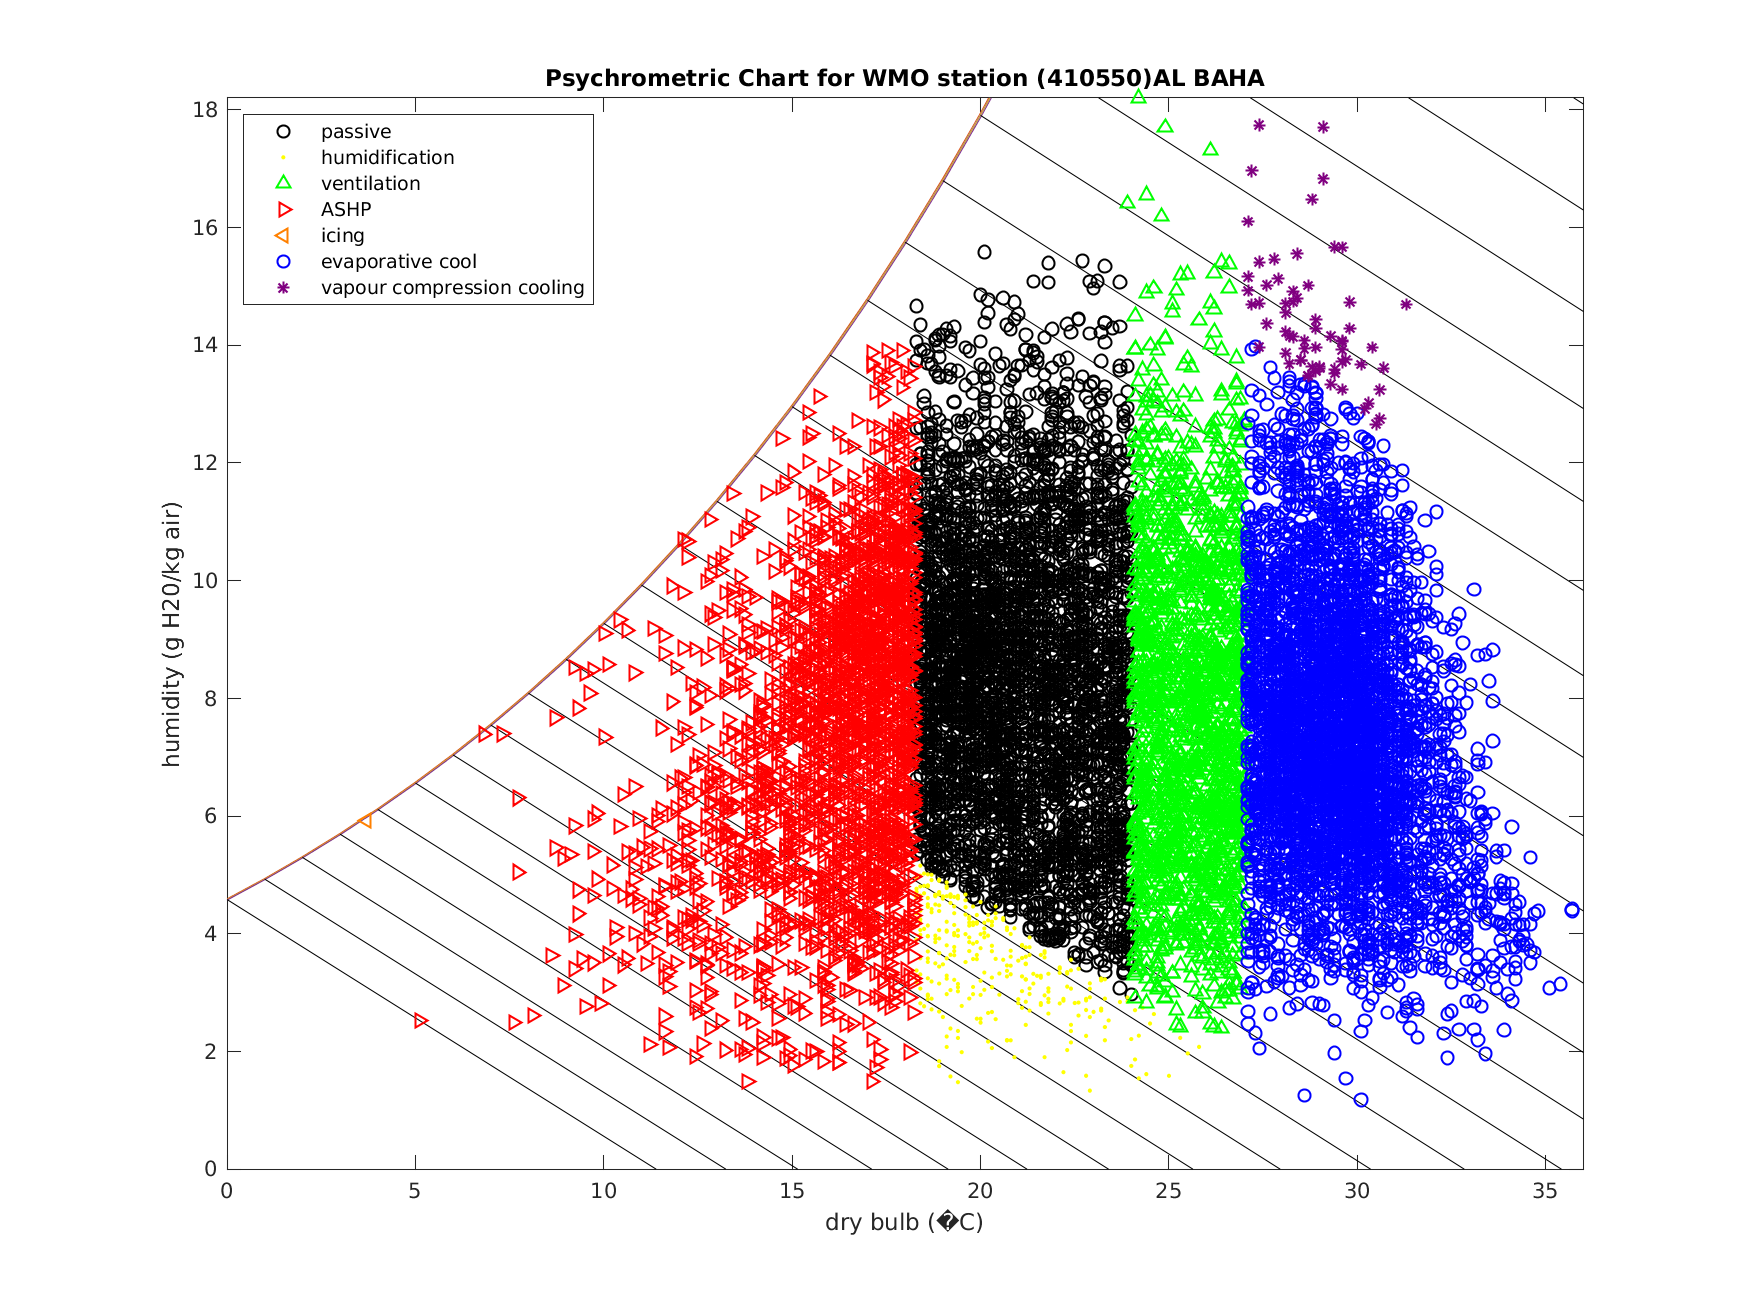 Psychrometric Chart for WMO station (410550)AL BAHA
passive
humidification
ventilation
ASHP
icing
evaporative cool
vapour compression cooling
humidity (g H20/kg air)
18
16
14
12
10
8
6
4
2
0
0 5 10 15 20 25 30 35
dry bulb (�C)